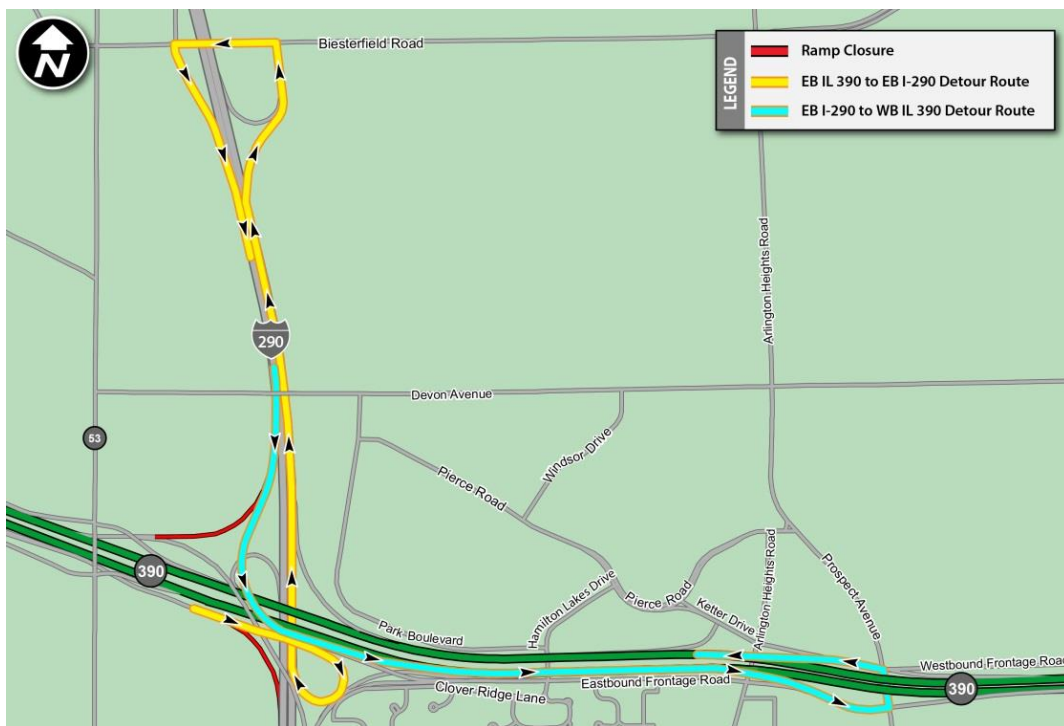 N
Biesterfield Road
LEGEND
Ramp Closure
EB IL 390 to EB I-290 Detour Route
EB I-290 to WB IL 390 Detour Route
Arlington Heights Road
290
Devon Avenue
53
Windsor Drive
Pierce Road
390
Hamilton Lakes Drive
Pierce Road
Ketter Drive
Arlington Heights Road
Prospect Avenue
Park Boulevard
Westbound Frontage Road
Eastbound Frontage Road
Clover Ridge Lane
390